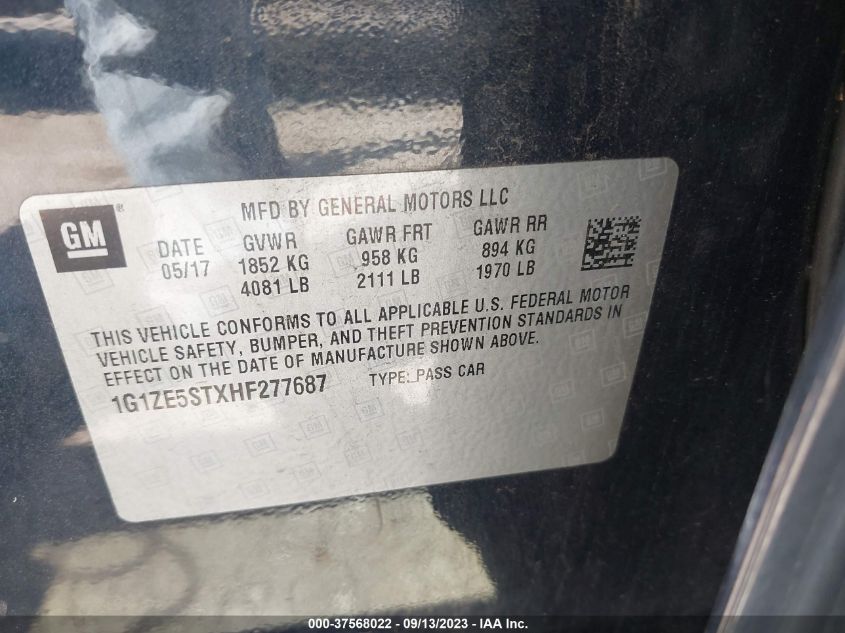 GM®
MFD BY GENERAL MOTORS LLC
DATE GVWR GAWR FRT GAWR RR
05/17 1852 KG 958 KG 894 KG
4081 LB 2111 LB 1970 LB
THIS VEHICLE CONFORMS TO ALL APPLICABLE U.S. FEDERAL MOTOR
VEHICLE SAFETY, BUMPER, AND THEFT PREVENTION STANDARDS IN
EFFECT ON THE DATE OF MANUFACTURE SHOWN ABOVE.
1G1ZE5STXHF277687 TYPE: PASS CAR
000-37568022 - 09/13/2023 - IAA Inc.